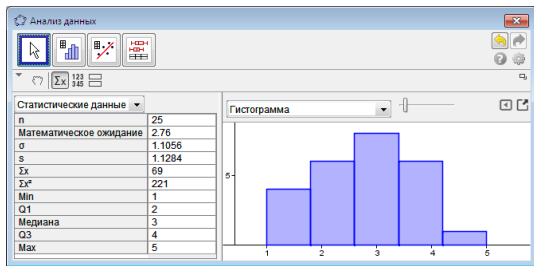 Анализ данных
Σx 123 345
Статистические данные
n 25
Математическое ожидание 2.76
σ 1.1056
s 1.1284
Σx 69
Σx² 221
Min 1
Q1 2
Медиана 3
Q3 4
Max 5
Гистограмма
5
1 2 3 4 5